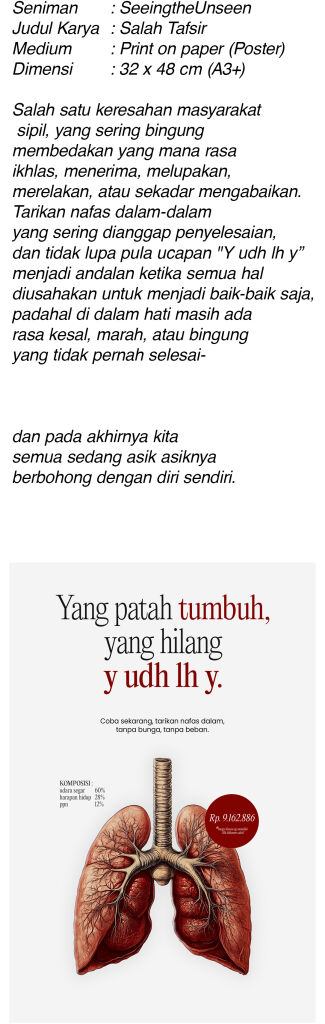 Seniman : SeeingtheUnseen
Judul Karya : Salah Tafsir
Medium : Print on paper (Poster)
Dimensi : 32 x 48 cm (A3+)
Salah satu keresahan masyarakat
sipil, yang sering bingung
membedakan yang mana rasa
ikhlas, menerima, melupakan,
merelakan, atau sekadar mengabaikan.
Tarikan nafas dalam-dalam
yang sering dianggap penyelesaian,
dan tidak lupa pula ucapan "Y udh lh y”
menjadi andalan ketika semua hal
diusahakan untuk menjadi baik-baik saja,
padahal di dalam hati masih ada
rasa kesal, marah, atau bingung
yang tidak pernah selesai-
dan pada akhirnya kita
semua sedang asik asiknya
berbohong dengan diri sendiri.
Yang patah tumbuh,
yang hilang
y udh lh y.
Coba sekarang, tarikan nafas dalam,
tanpa bunga, tanpa beban.
KOMPOSISI :
udara segar 60%
harapan hidup 28%
ppn 12%
Rp. 9.162.886